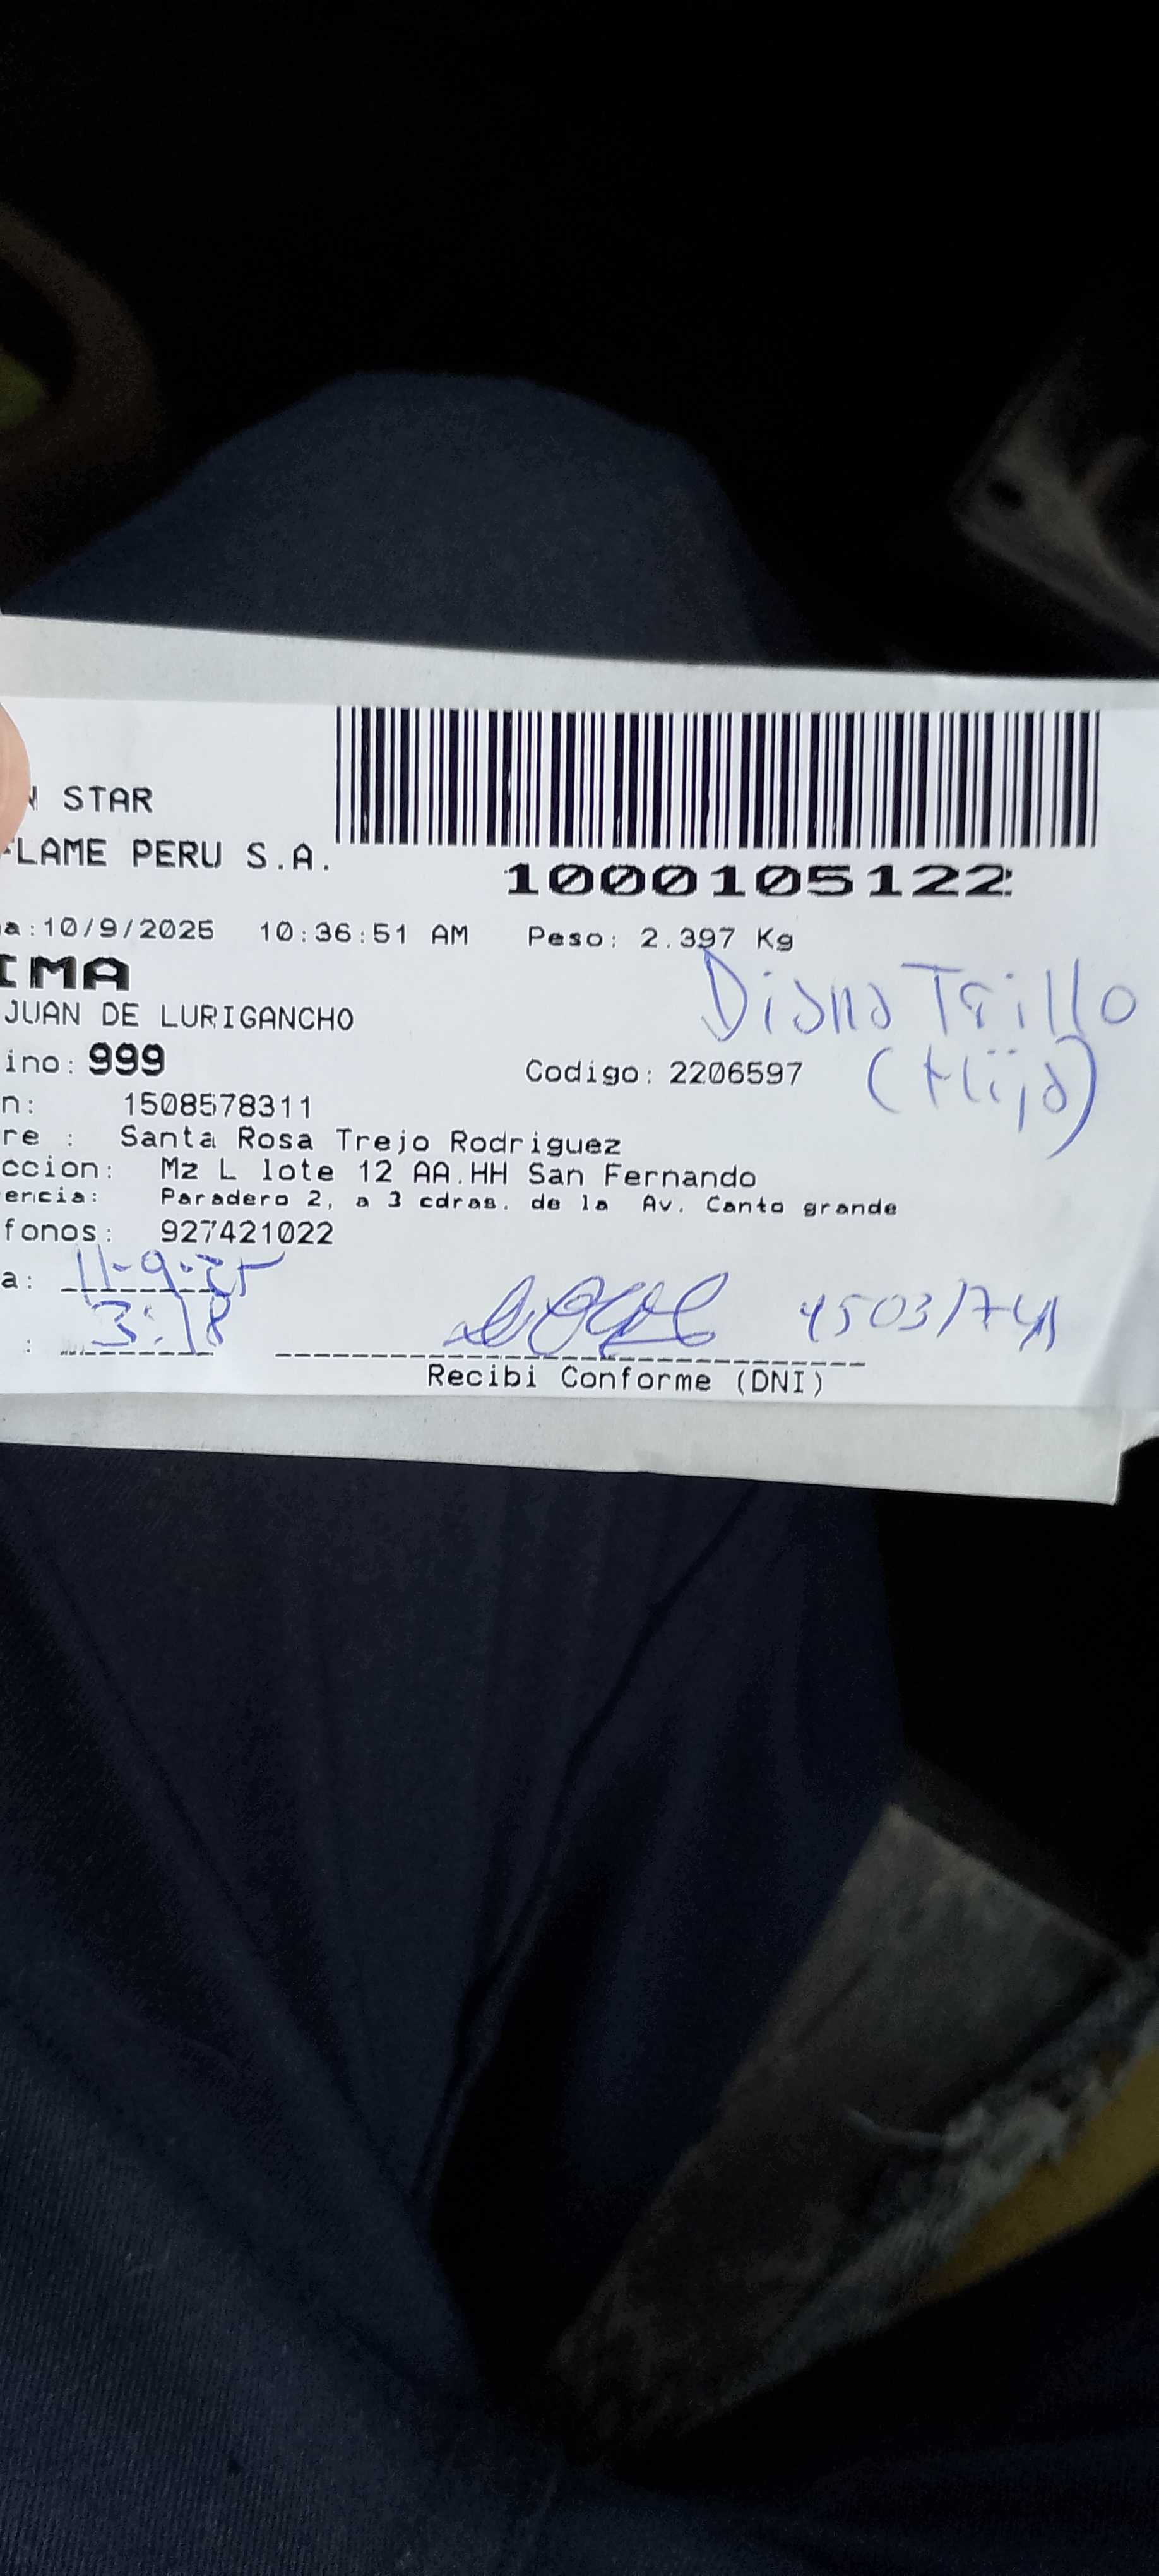 STAR
FLAME PERU S.A.
1000105122
a:10/9/2025 10:36:51 AM Peso: 2.397 Kg
IMA
Diana Trillo
JUAN DE LURIGANCHO
ino: 999
Codigo: 2206597 (Hija)
n: 1508578311
re : Santa Rosa Trejo Rodriguez
ccion: Mz L lote 12 AA.HH San Fernando
encia: Paradero 2, a 3 cdras. de la Av. Canto grande
fonos: 927421022
a: 11-9-25
: 3:18
Recibi Conforme (DNI)